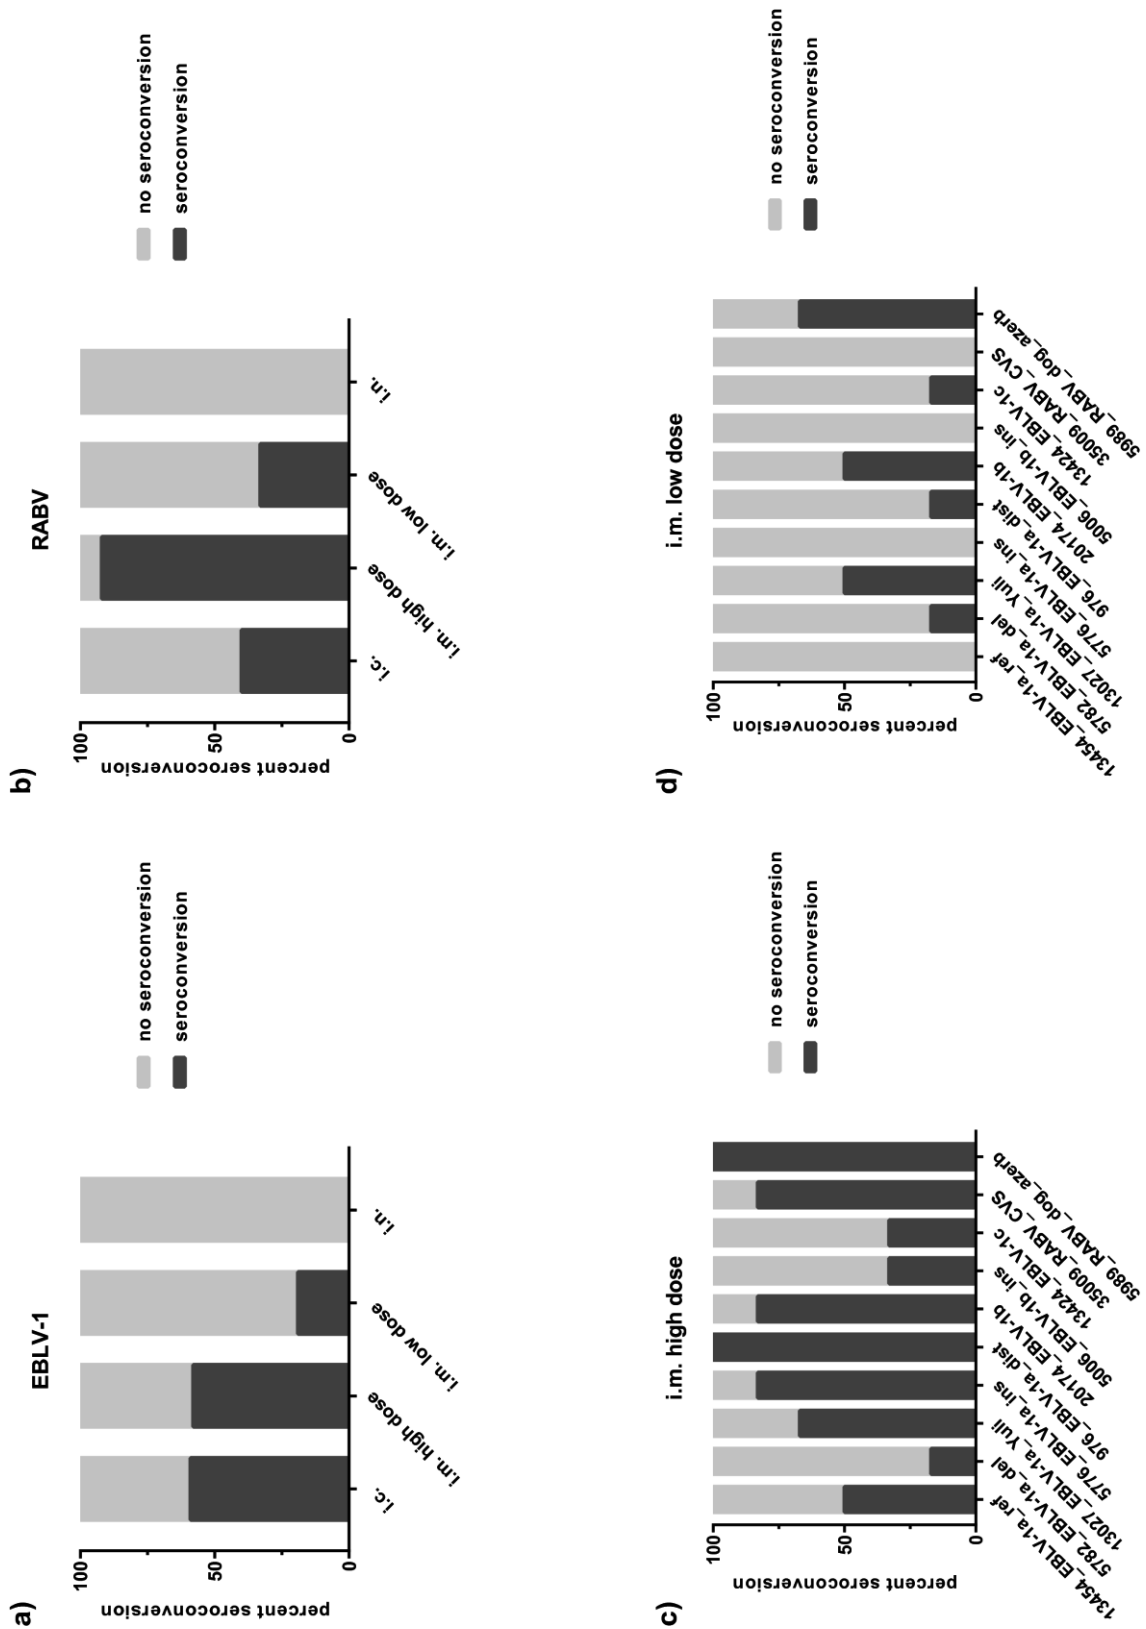 a)
EBLV-1
percent seroconversion
100
50
0
i.c.
i.m. high dose
i.m. low dose
i.n.
no seroconversion
seroconversion
b)
RABV
percent seroconversion
100
50
0
i.c.
i.m. high dose
i.m. low dose
i.n.
no seroconversion
seroconversion
c)
i.m. high dose
percent seroconversion
100
50
0
13454_EBLV-1a_ref
5782_EBLV-1a_del
13027_EBLV-1a_Yuli
5776_EBLV-1a_ins
976_EBLV-1a_dist
20174_EBLV-1b
5006_EBLV-1b_ins
13424_EBLV-1c
35009_RABV_CVS
5989_RABV_dog_azerb
no seroconversion
seroconversion
d)
i.m. low dose
percent seroconversion
100
50
0
13454_EBLV-1a_ref
5782_EBLV-1a_del
13027_EBLV-1a_Yuli
5776_EBLV-1a_ins
976_EBLV-1a_dist
20174_EBLV-1b
5006_EBLV-1b_ins
13424_EBLV-1c
35009_RABV_CVS
5989_RABV_dog_azerb
no seroconversion
seroconversion